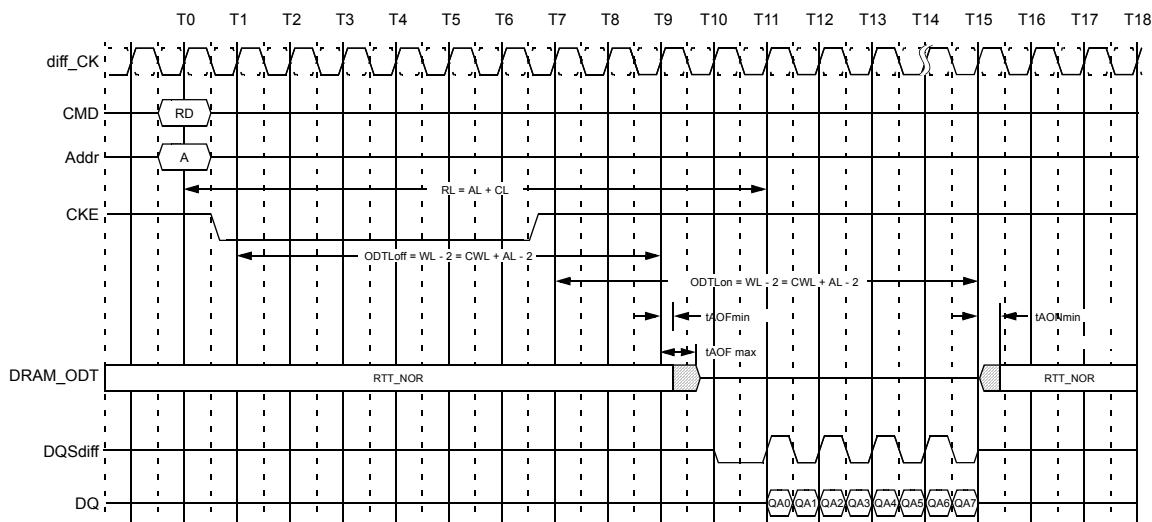 T0 T1 T2 T3 T4 T5 T6 T7 T8 T9 T10 T11 T12 T13 T14 T15 T16 T17 T18
diff_CK
CMD RD
Addr A
RL = AL + CL
CKE
ODTLoff = WL - 2 = CWL + AL - 2
ODTLon = WL - 2 = CWL + AL - 2
tAOFmin tAONmin
tAOF max
DRAM_ODT RTT_NOR RTT_NOR
DQSdiff
DQ QA0 QA1 QA2 QA3 QA4 QA5 QA6 QA7